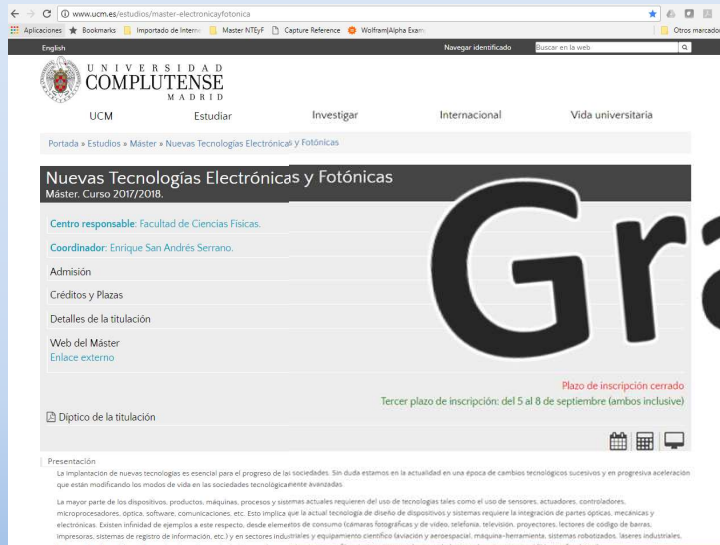 www.ucm.es/estudios/master-electronicayfotonica
Aplicaciones Bookmarks Importado de Interne Master NTEyF Capture Reference Wolfram|Alpha Exam Otros marcador
English Navegar identificado Buscar en la web
UNIVERSIDAD
COMPLUTENSE
MADRID
UCM Estudiar Investigar Internacional Vida universitaria
Portada » Estudios » Máster » Nuevas Tecnologías Electrónicas y Fotónicas
Nuevas Tecnologías Electrónicas y Fotónicas
Máster. Curso 2017/2018.
Gra
Centro responsable: Facultad de Ciencias Físicas.
Coordinador: Enrique San Andrés Serrano.
Admisión
Créditos y Plazas
Detalles de la titulación
Web del Máster
Enlace externo
Plazo de inscripción cerrado
Tercer plazo de inscripción: del 5 al 8 de septiembre (ambos inclusive)
Díptico de la titulación
Presentación
La implantación de nuevas tecnologías es esencial para el progreso de las sociedades. Sin duda estamos en la actualidad en una época de cambios tecnológicos sucesivos y en progresiva aceleración
que están modificando los modos de vida en las sociedades tecnológicamente avanzadas.
La mayor parte de los dispositivos, productos, máquinas, procesos y sistemas actuales requieren del uso de tecnologías tales como el uso de sensores, actuadores, controladores,
microprocesadores, óptica, software, comunicaciones, etc. Esto implica que la actual tecnología de diseño de dispositivos y sistemas requiere la integración de partes ópticas, mecánicas y
electrónicas. Existen infinidad de ejemplos a este respecto, desde elementos de consumo (cámaras fotográficas y de video, telefonía, televisión, proyectores, lectores de código de barras,
impresoras, sistemas de registro de información, etc.) y en sectores industriales y equipamiento científico (aviación y aeroespacial, máquina-herramienta, sistemas robotizados, láseres industriales,